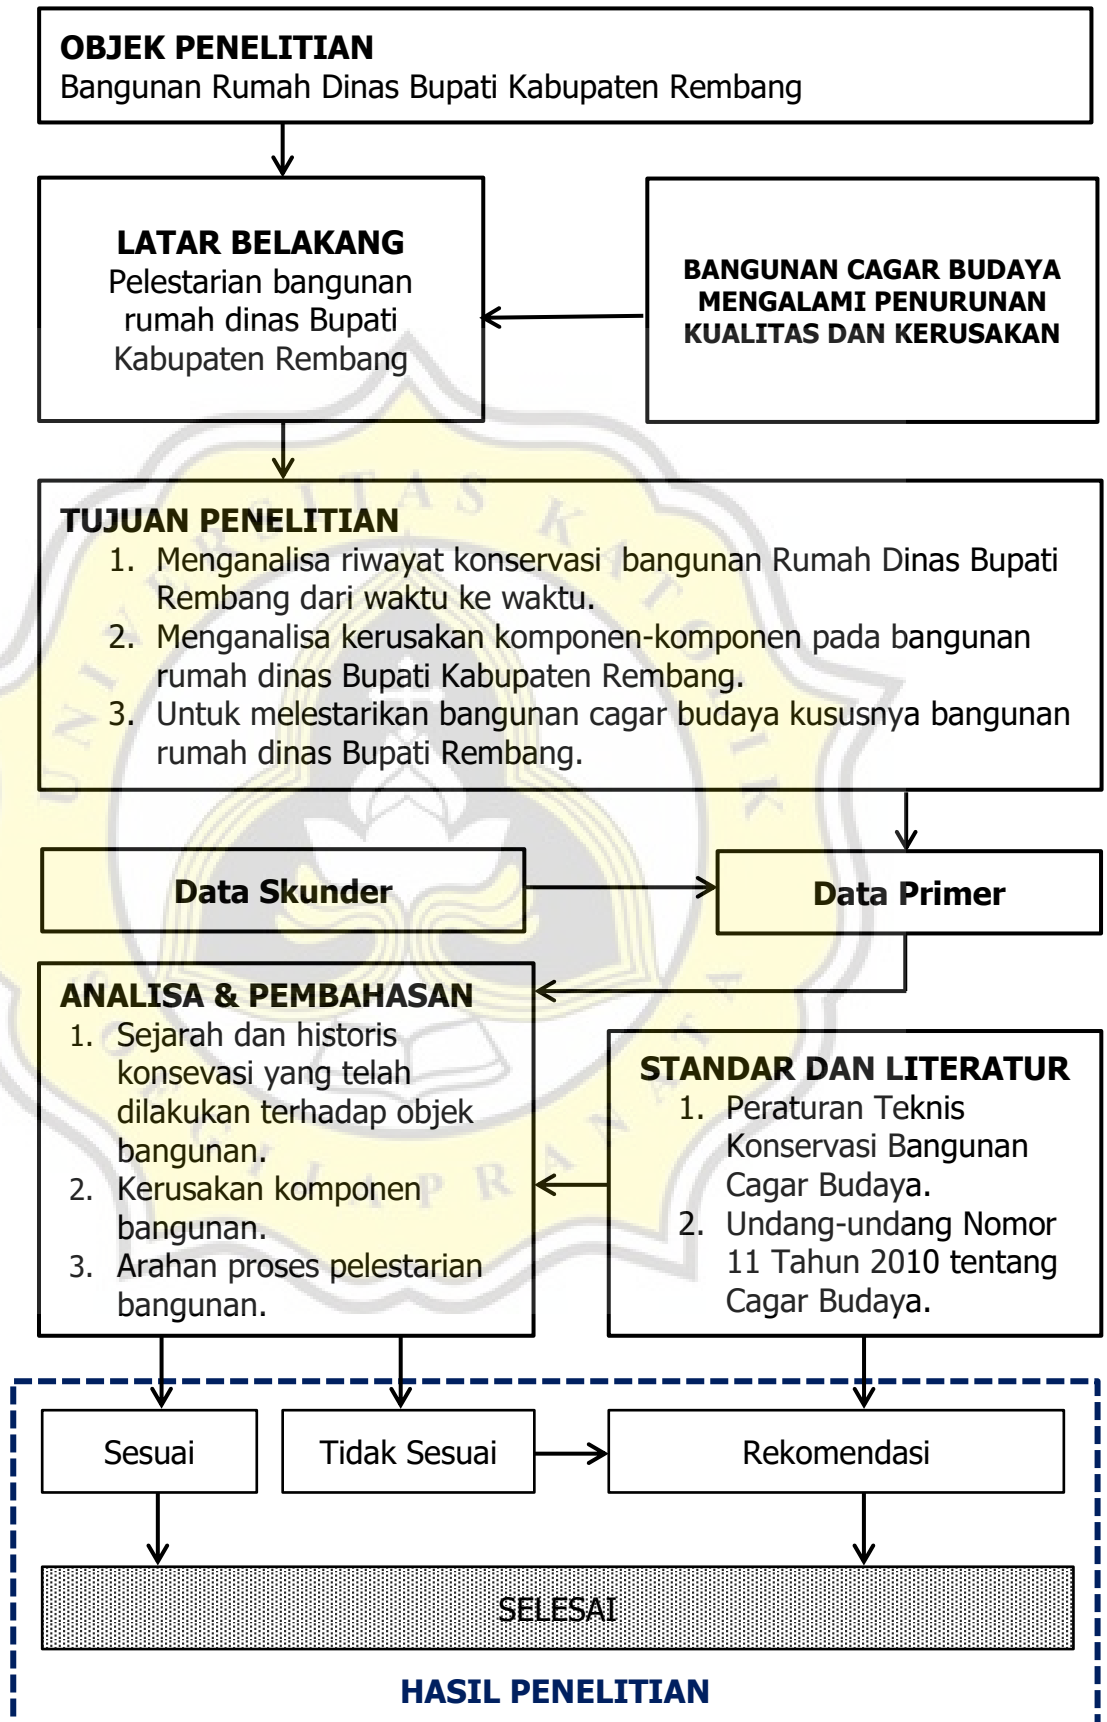 OBJEK PENELITIAN
Bangunan Rumah Dinas Bupati Kabupaten Rembang
LATAR BELAKANG
Pelestarian bangunan
rumah dinas Bupati
Kabupaten Rembang
BANGUNAN CAGAR BUDAYA
MENGALAMI PENURUNAN
KUALITAS DAN KERUSAKAN
TUJUAN PENELITIAN
1. Menganalisa riwayat konservasi bangunan Rumah Dinas Bupati
Rembang dari waktu ke waktu.
2. Menganalisa kerusakan komponen-komponen pada bangunan
rumah dinas Bupati Kabupaten Rembang.
3. Untuk melestarikan bangunan cagar budaya kususnya bangunan
rumah dinas Bupati Rembang.
Data Skunder
Data Primer
ANALISA & PEMBAHASAN
1. Sejarah dan historis
konsevasi yang telah
dilakukan terhadap objek
bangunan.
2. Kerusakan komponen
bangunan.
3. Arahan proses pelestarian
bangunan.
STANDAR DAN LITERATUR
1. Peraturan Teknis
Konservasi Bangunan
Cagar Budaya.
2. Undang-undang Nomor
11 Tahun 2010 tentang
Cagar Budaya.
Sesuai
Tidak Sesuai
Rekomendasi
SELESAI
HASIL PENELITIAN
UNIVERSITAS KATOLIK
SOEGIJAPRANATA